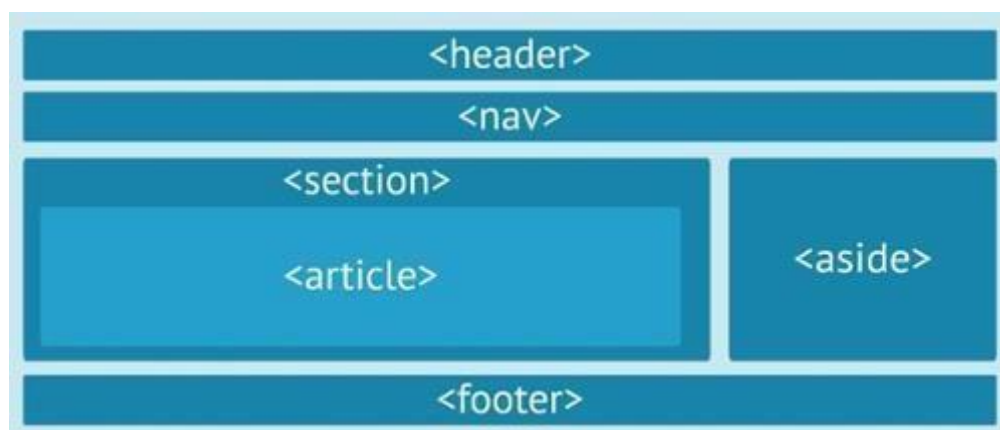 <header>
<nav>
<section>
<article>
<aside>
<footer>